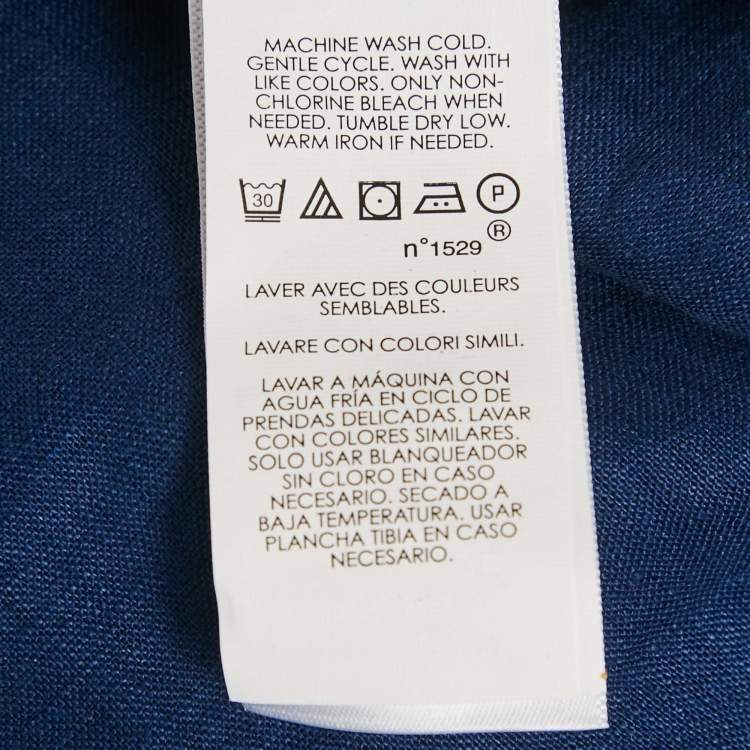 MACHINE WASH COLD.
GENTLE CYCLE. WASH WITH
LIKE COLORS. ONLY NON-
CHLORINE BLEACH WHEN
NEEDED. TUMBLE DRY LOW.
WARM IRON IF NEEDED.
30 P
n°1529 ®
LAVER AVEC DES COULEURS
SEMBLABLES.
LAVARE CON COLORI SIMILI.
LAVAR A MÁQUINA CON
AGUA FRÍA EN CICLO DE
PRENDAS DELICADAS. LAVAR
CON COLORES SIMILARES.
SOLO USAR BLANQUEADOR
SIN CLORO EN CASO
NECESARIO. SECADO A
BAJA TEMPERATURA. USAR
PLANCHA TIBIA EN CASO
NECESARIO.